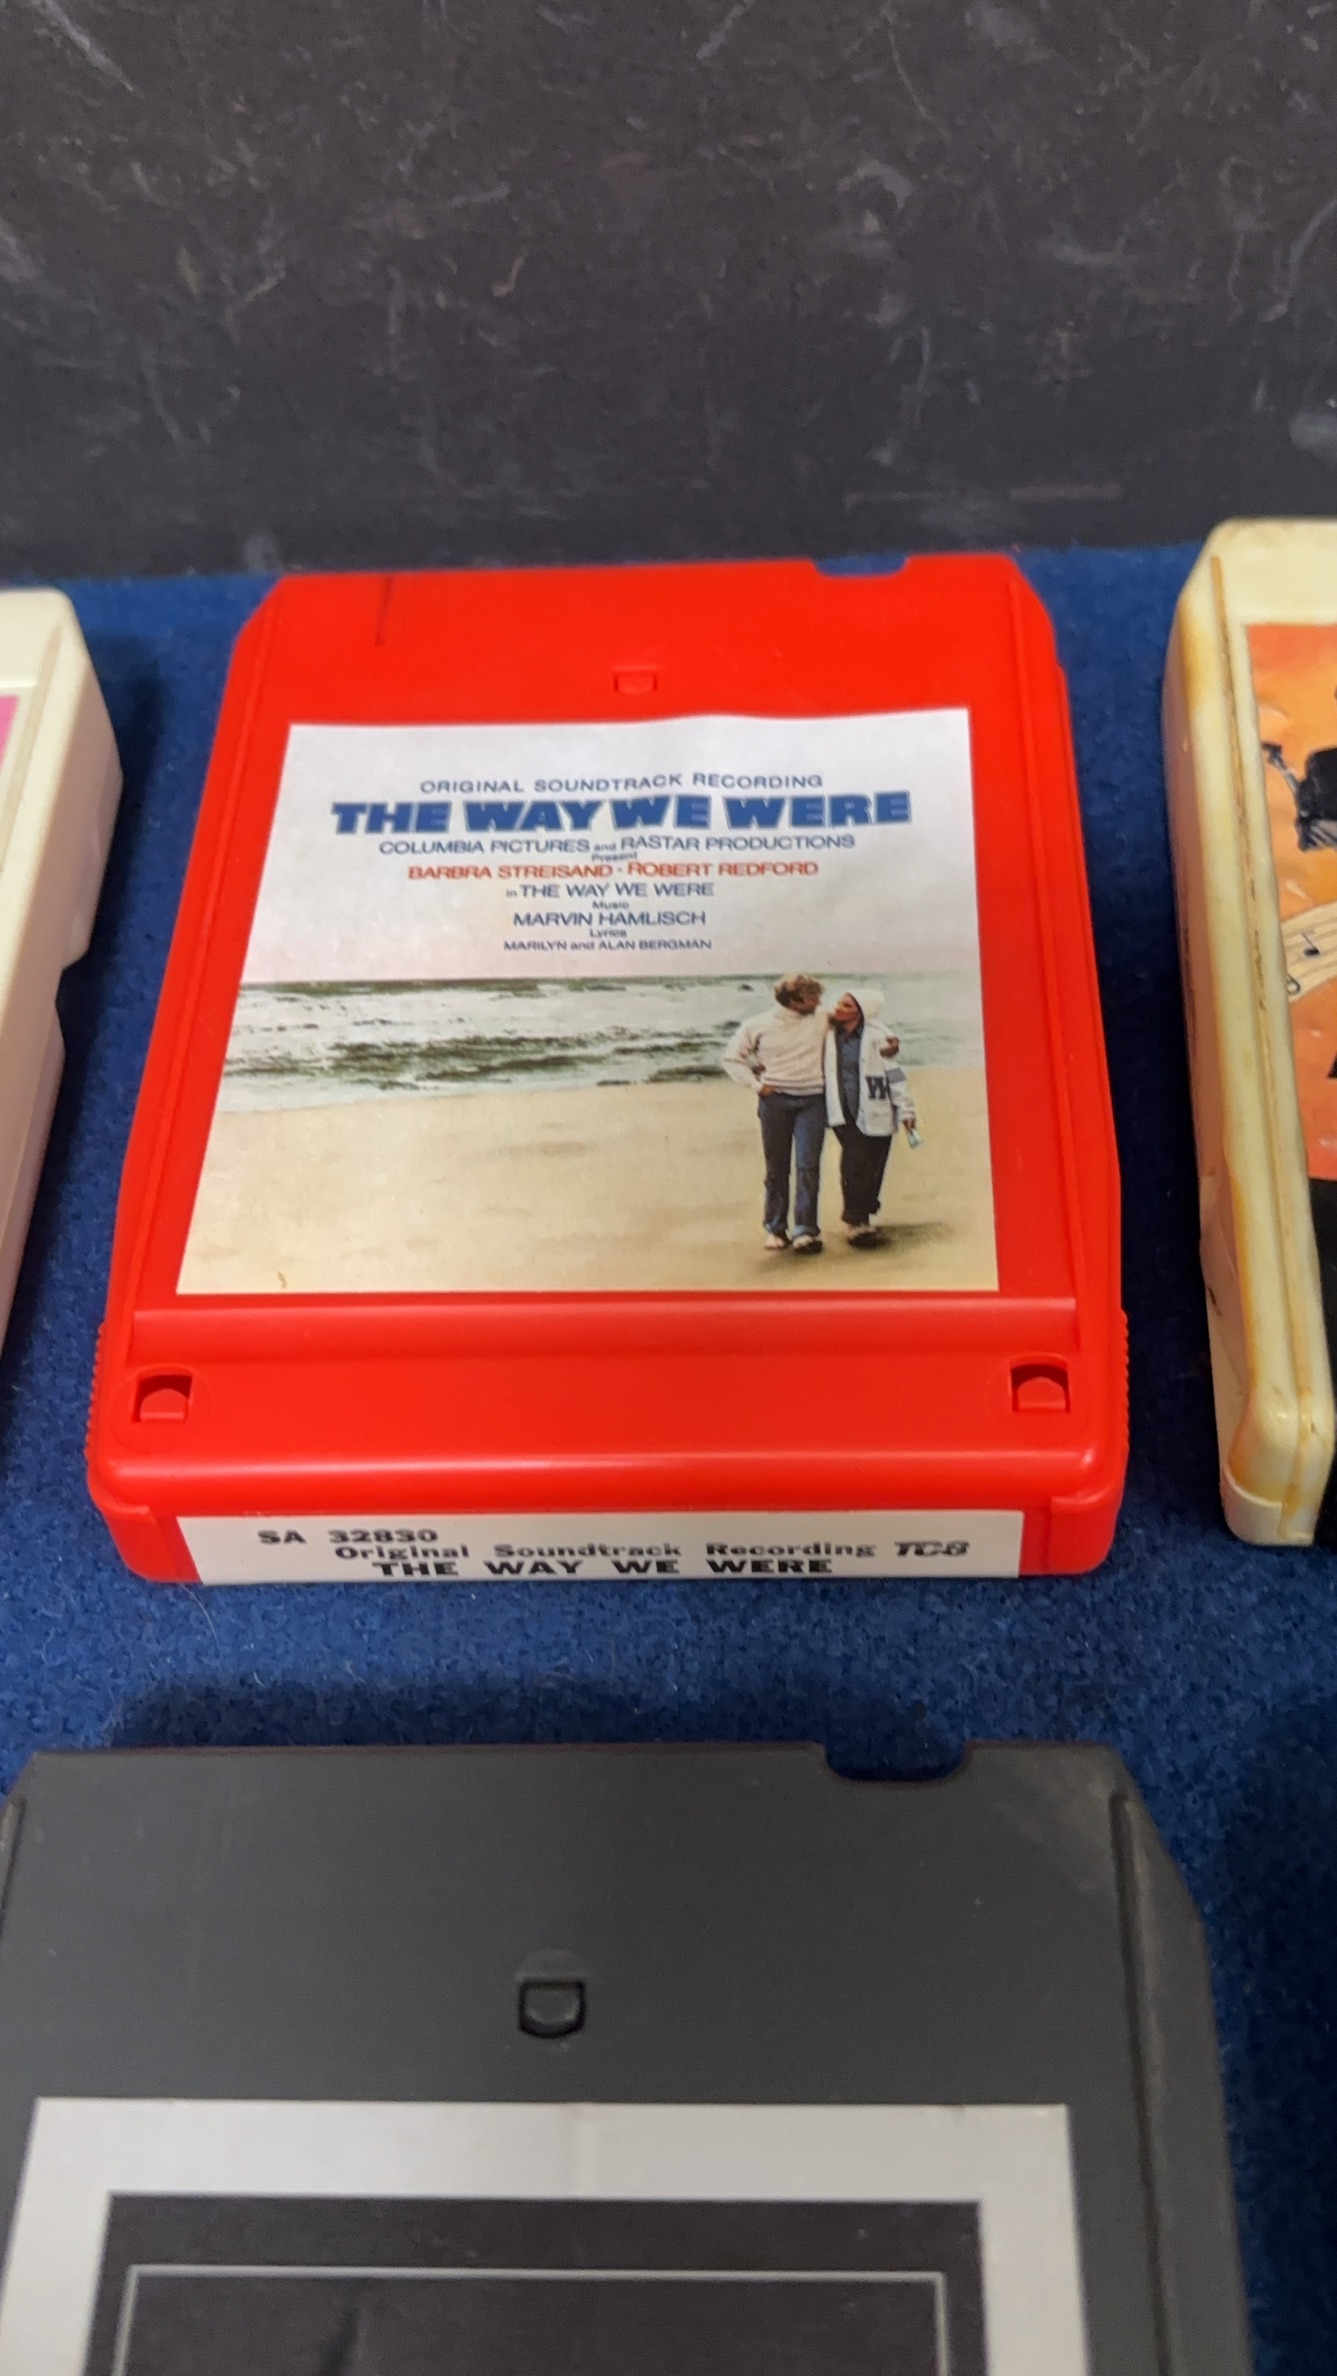 ORIGINAL SOUNDTRACK RECORDING
THE WAY WE WERE
COLUMBIA PICTURES and RASTAR PRODUCTIONS
Present
BARBRA STREISAND · ROBERT REDFORD
in THE WAY WE WERE
Music
MARVIN HAMLISCH
Lyrics
MARILYN and ALAN BERGMAN
SA 32830
Original Soundtrack Recording TC8
THE WAY WE WERE